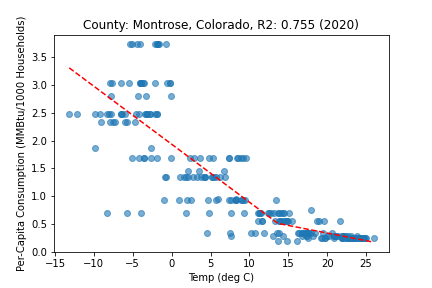 County: Montrose, Colorado, R2: 0.755 (2020)
Per-Capita Consumption (MMBtu/1000 Households)
3.5
3.0
2.5
2.0
1.5
1.0
0.5
0.0
−15 −10 −5 0 5 10 15 20 25
Temp (deg C)